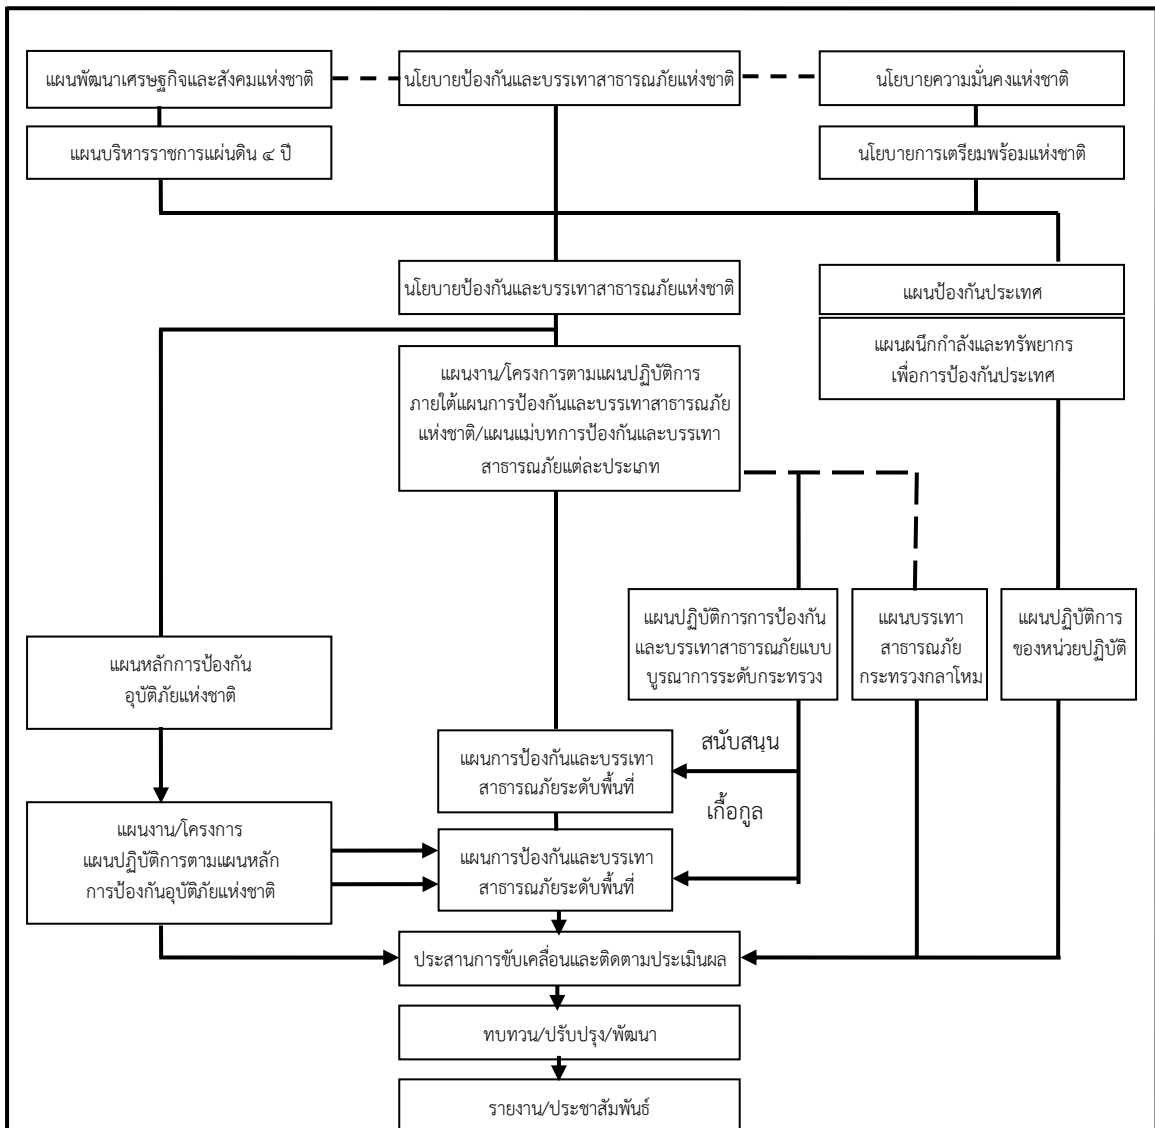 แผนพัฒนาเศรษฐกิจและสังคมแห่งชาติ
นโยบายป้องกันและบรรเทาสาธารณภัยแห่งชาติ
นโยบายความมั่นคงแห่งชาติ
แผนบริหารราชการแผ่นดิน ๔ ปี
นโยบายการเตรียมพร้อมแห่งชาติ
นโยบายป้องกันและบรรเทาสาธารณภัยแห่งชาติ
แผนป้องกันประเทศ
แผนผนึกกำลังและทรัพยากร
เพื่อการป้องกันประเทศ
แผนงาน/โครงการตามแผนปฏิบัติการ
ภายใต้แผนการป้องกันและบรรเทาสาธารณภัย
แห่งชาติ/แผนแม่บทการป้องกันและบรรเทา
สาธารณภัยแต่ละประเภท
แผนปฏิบัติการการป้องกัน
และบรรเทาสาธารณภัยแบบ
บูรณาการระดับกระทรวง
แผนบรรเทา
สาธารณภัย
กระทรวงกลาโหม
แผนปฏิบัติการ
ของหน่วยปฏิบัติ
แผนหลักการป้องกัน
อุบัติภัยแห่งชาติ
สนับสนุน
แผนการป้องกันและบรรเทา
สาธารณภัยระดับพื้นที่
เกื้อกูล
แผนงาน/โครงการ
แผนปฏิบัติการตามแผนหลัก
การป้องกันอุบัติภัยแห่งชาติ
แผนการป้องกันและบรรเทา
สาธารณภัยระดับพื้นที่
ประสานการขับเคลื่อนและติดตามประเมินผล
ทบทวน/ปรับปรุง/พัฒนา
รายงาน/ประชาสัมพันธ์